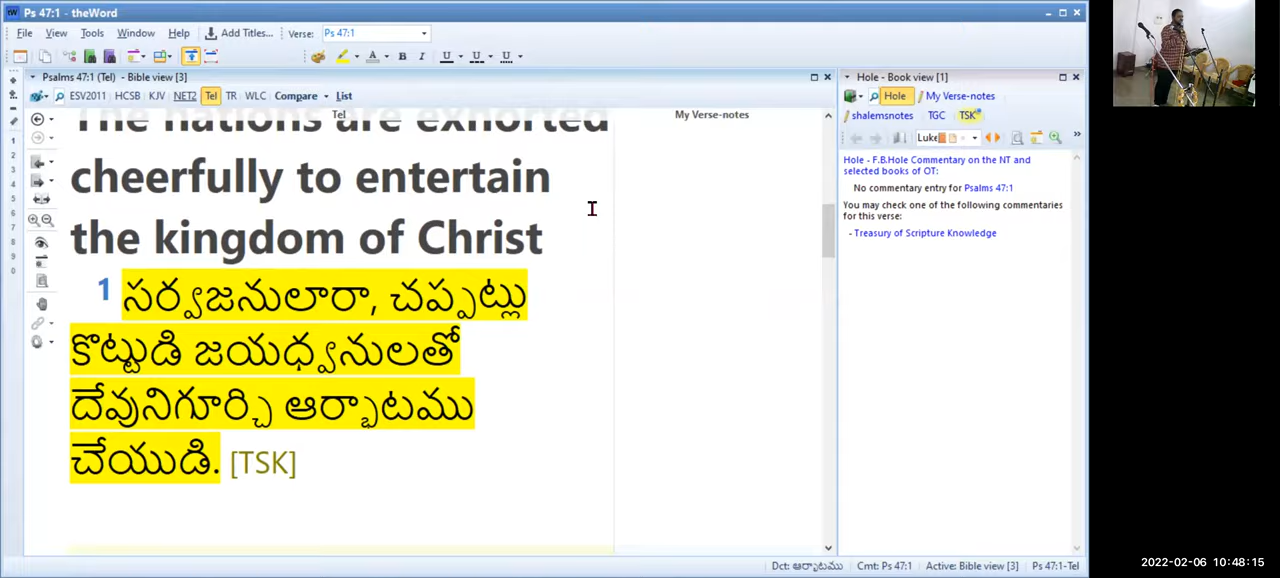 Ps 47:1 - theWord
File View Tools Window Help Add Titles... Verse: Ps 47:1
Psalms 47:1 (Tel) - Bible view [3]
ESV2011 HCSB KJV NET2 Tel TR WLC Compare List
Tel
My Verse-notes
The nations are exhorted
cheerfully to entertain
the kingdom of Christ
1 సర్వజనులారా, చప్పట్లు
కొట్టుడి జయధ్వనులతో
దేవునిగూర్చి ఆర్భాటము
చేయుడి. [TSK]
Hole - Book view [1]
Hole My Verse-notes
shalemsnotes TGC TSK
Luke
Hole - F.B.Hole Commentary on the NT and
selected books of OT:
No commentary entry for Psalms 47:1
You may check one of the following commentaries
for this verse:
- Treasury of Scripture Knowledge
Dct: ఆర్భాటము Cmt: Ps 47:1 Active: Bible view [3] Ps 47:1-Tel
2022-02-06 10:48:15